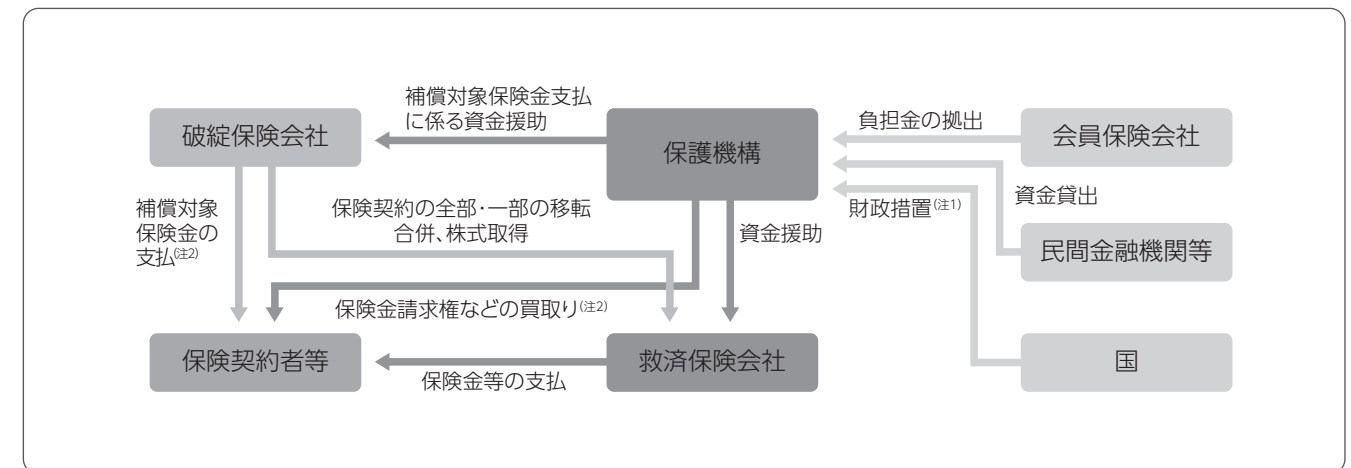 補償対象保険金支払
に係る資金援助
破綻保険会社
保護機構
負担金の拠出
会員保険会社
補償対象
保険金の
支払(注2)
保険契約の全部・一部の移転
合併、株式取得
資金援助
財政措置(注1)
資金貸出
民間金融機関等
保険金請求権などの買取り(注2)
保険契約者等
保険金等の支払
救済保険会社
国